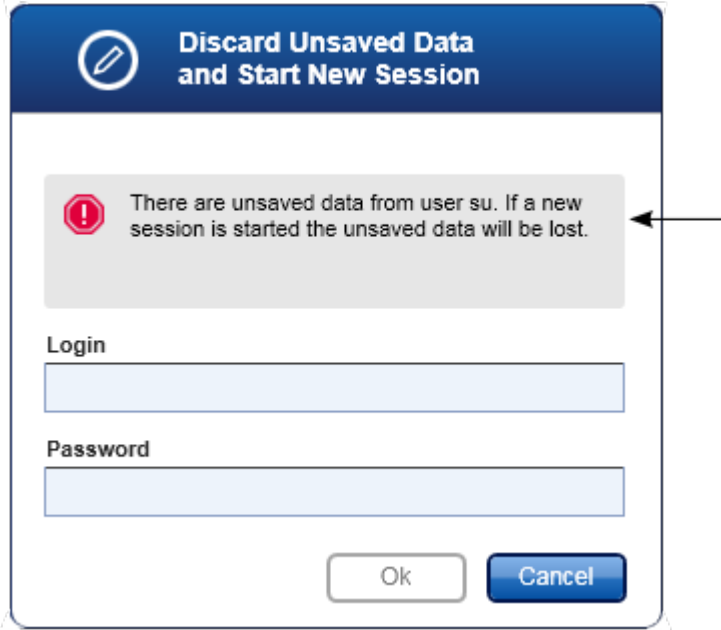 Discard Unsaved Data
and Start New Session
There are unsaved data from user su. If a new
session is started the unsaved data will be lost.
Login
Password
Ok
Cancel